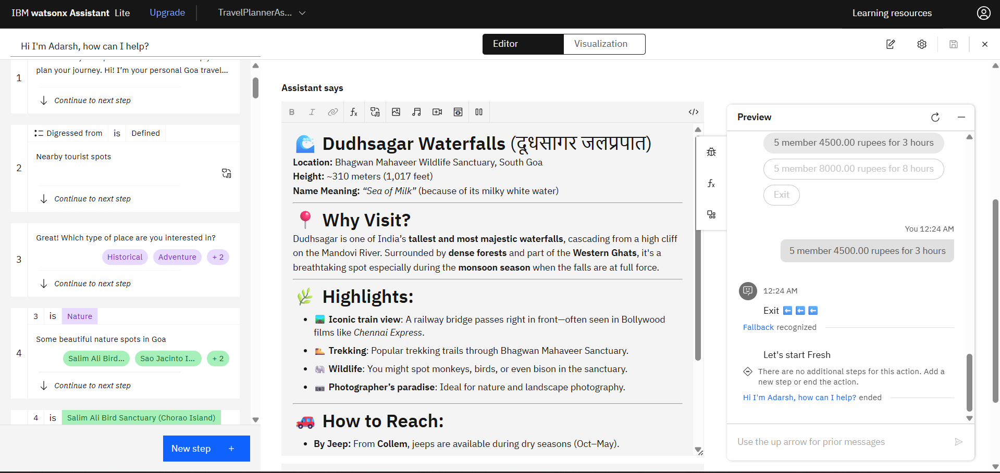 IBM watsonx Assistant Lite
Upgrade
TravelPlannerAs...
Learning resources
Hi I'm Adarsh, how can I help?
Editor
Visualization
1
plan your journey. Hi! I’m your personal Goa travel...
Continue to next step
2
Digressed from is Defined
Nearby tourist spots
Continue to next step
3
Great! Which type of place are you interested in?
Historical
Adventure
+ 2
Continue to next step
4
3 is Nature
Some beautiful nature spots in Goa
Salim Ali Bird...
Sao Jacinto I...
+ 2
Continue to next step
4 is Salim Ali Bird Sanctuary (Chorao Island)
New step +
Assistant says
B I fx
</>
🌊 Dudhsagar Waterfalls (दूधसागर जलप्रपात)
Location: Bhagwan Mahaveer Wildlife Sanctuary, South Goa
Height: ~310 meters (1,017 feet)
Name Meaning: “Sea of Milk” (because of its milky white water)
📍 Why Visit?
Dudhsagar is one of India’s tallest and most majestic waterfalls, cascading from a high cliff
on the Mandovi River. Surrounded by dense forests and part of the Western Ghats, it's a
breathtaking spot especially during the monsoon season when the falls are at full force.
🌿 Highlights:
• 🛤️ Iconic train view: A railway bridge passes right in front—often seen in Bollywood
films like Chennai Express.
• 🥾 Trekking: Popular trekking trails through Bhagwan Mahaveer Sanctuary.
• 🐘 Wildlife: You might spot monkeys, birds, or even bison in the sanctuary.
• 📷 Photographer’s paradise: Ideal for nature and landscape photography.
🚗 How to Reach:
• By Jeep: From Collem, jeeps are available during dry seasons (Oct–May).
fx
Preview
5 member 4500.00 rupees for 3 hours
5 member 8000.00 rupees for 8 hours
Exit
You 12:24 AM
5 member 4500.00 rupees for 3 hours
12:24 AM
Exit ⬅️ ⬅️ ⬅️
Fallback recognized
Let's start Fresh
There are no additional steps for this action. Add a
new step or end the action.
Hi I'm Adarsh, how can I help? ended
Use the up arrow for prior messages